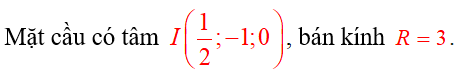 Mặt cầu có tâm I(1/2;−1;0), bán kính R = 3.